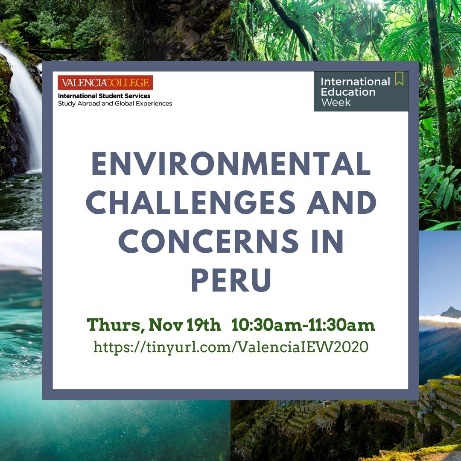 VALENCIACOLLEGE
International Student Services
Study Abroad and Global Experiences
International
Education
Week
ENVIRONMENTAL
CHALLENGES AND
CONCERNS IN
PERU
Thurs, Nov 19th 10:30am-11:30am
https://tinyurl.com/ValenciaIEW2020